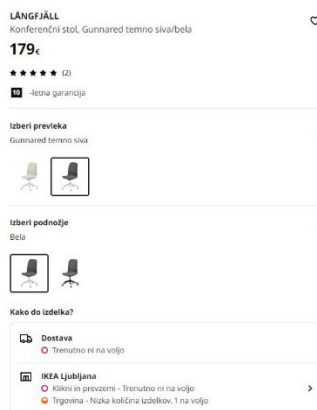 LÅNGFJÄLL
Konferenčni stol, Gunnared temno siva/bela
179€
(2)
10 -letna garancija
Izberi prevleka
Gunnared temno siva
Izberi podnožje
Bela
Kako do izdelka?
Dostava
Trenutno ni na voljo
IKEA Ljubljana
Klikni in prevzemi - Trenutno ni na voljo
Trgovina - Nizka količina izdelkov, 1 na voljo